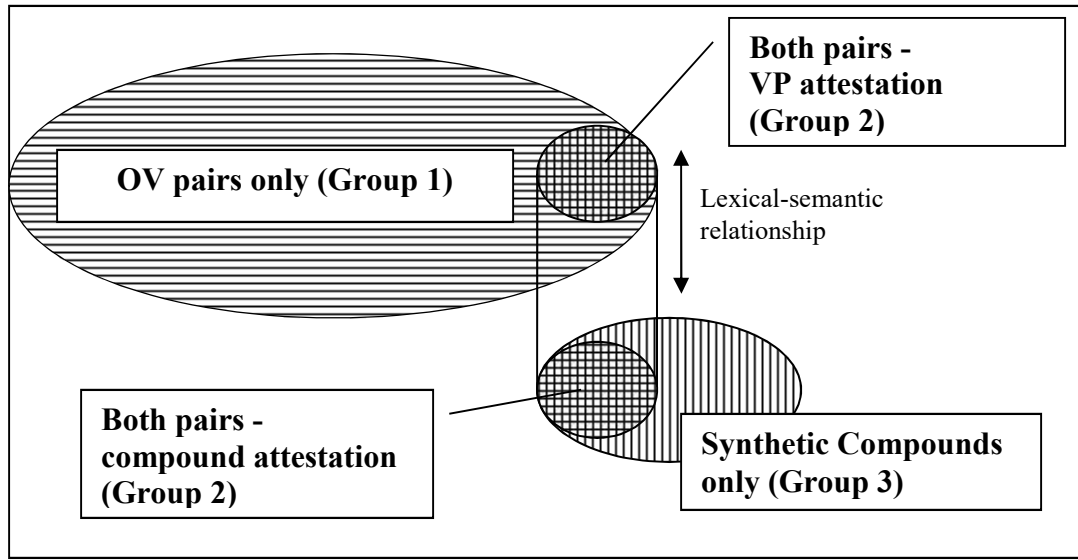 Both pairs -
VP attestation
(Group 2)
OV pairs only (Group 1)
Lexical-semantic
relationship
Both pairs -
compound attestation
(Group 2)
Synthetic Compounds
only (Group 3)